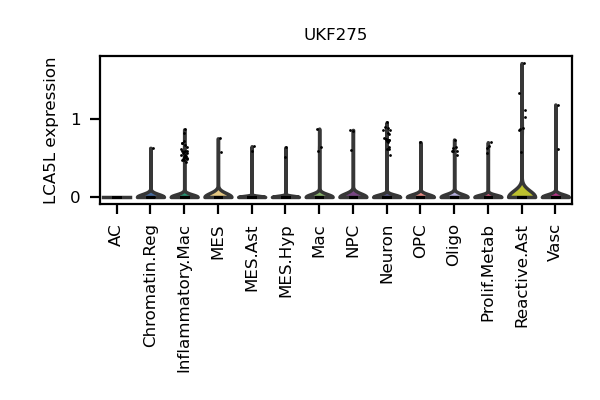 UKF275
LCA5L expression
1
0
AC
Chromatin.Reg
Inflammatory.Mac
MES
MES.Ast
MES.Hyp
Mac
NPC
Neuron
OPC
Oligo
Prolif.Metab
Reactive.Ast
Vasc